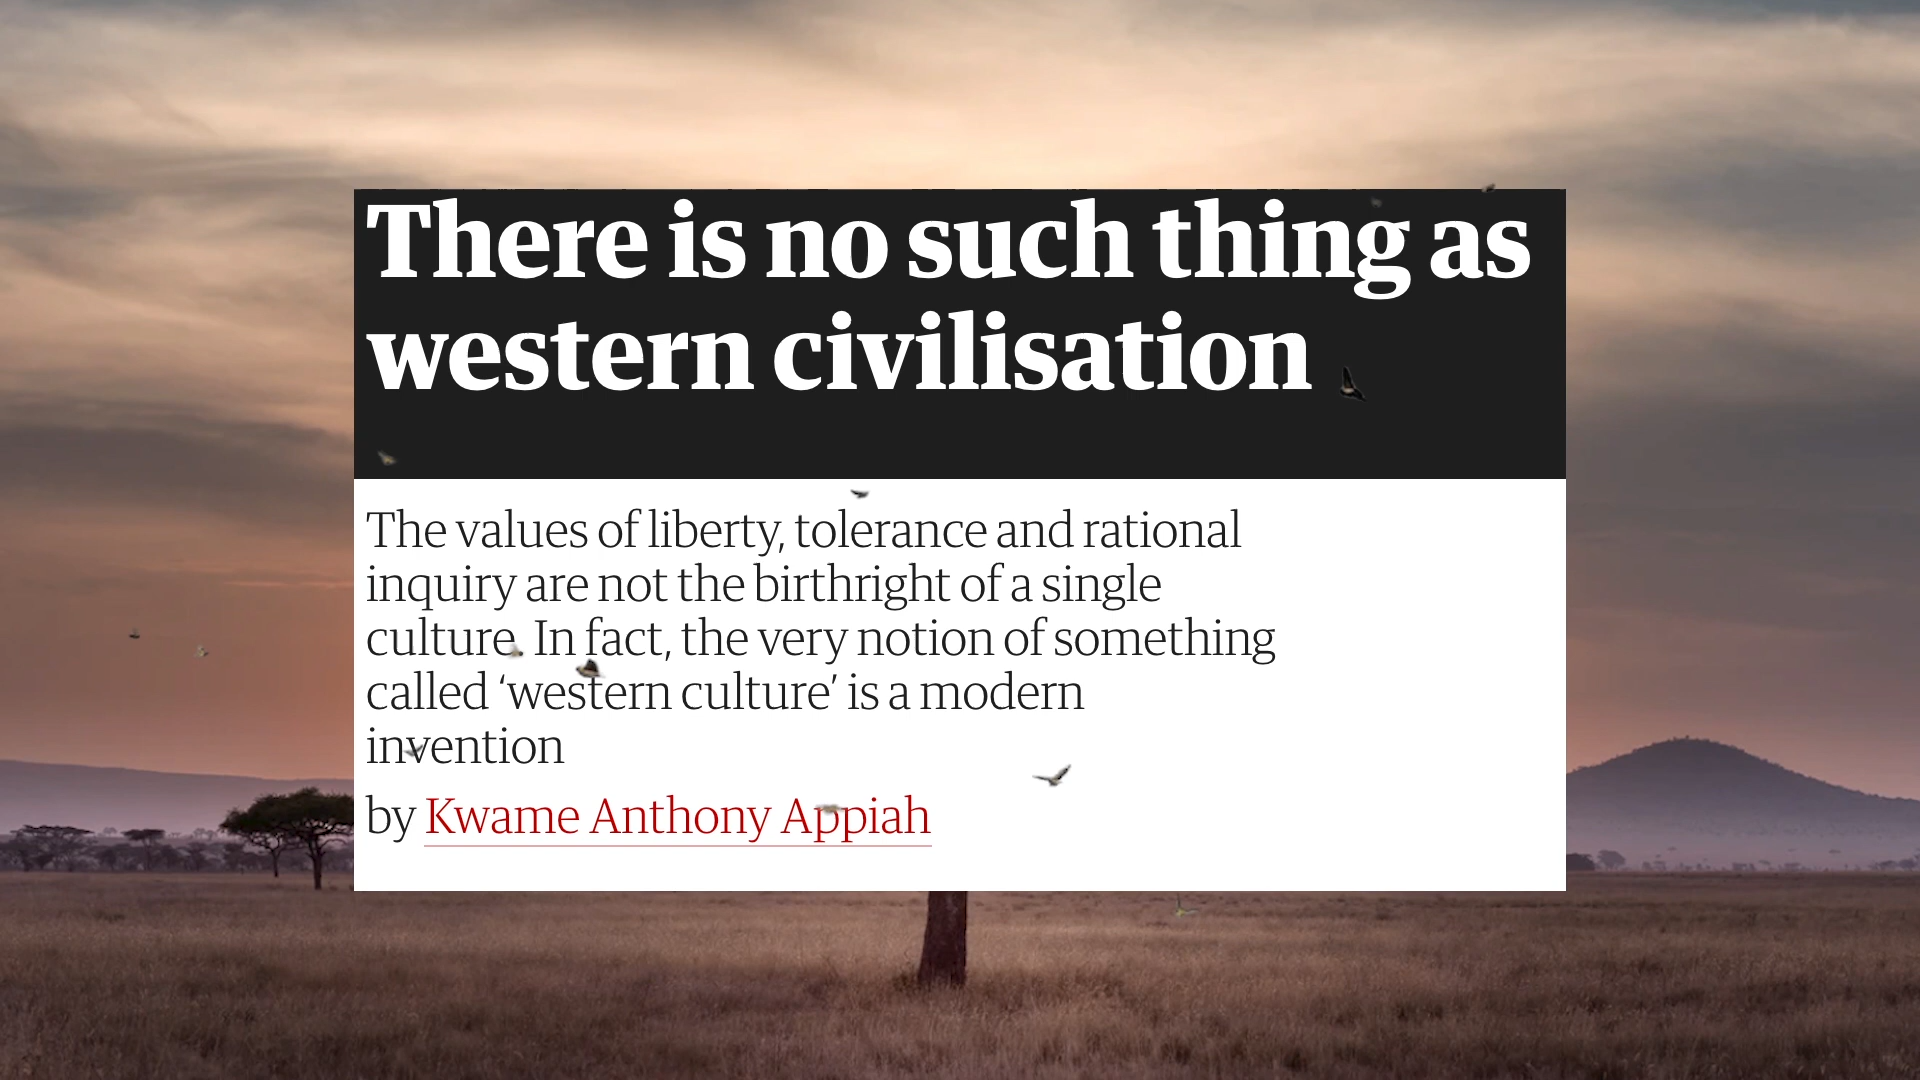 There is no such thing as
western civilisation
The values of liberty, tolerance and rational
inquiry are not the birthright of a single
culture. In fact, the very notion of something
called ‘western culture’ is a modern
invention
by Kwame Anthony Appiah